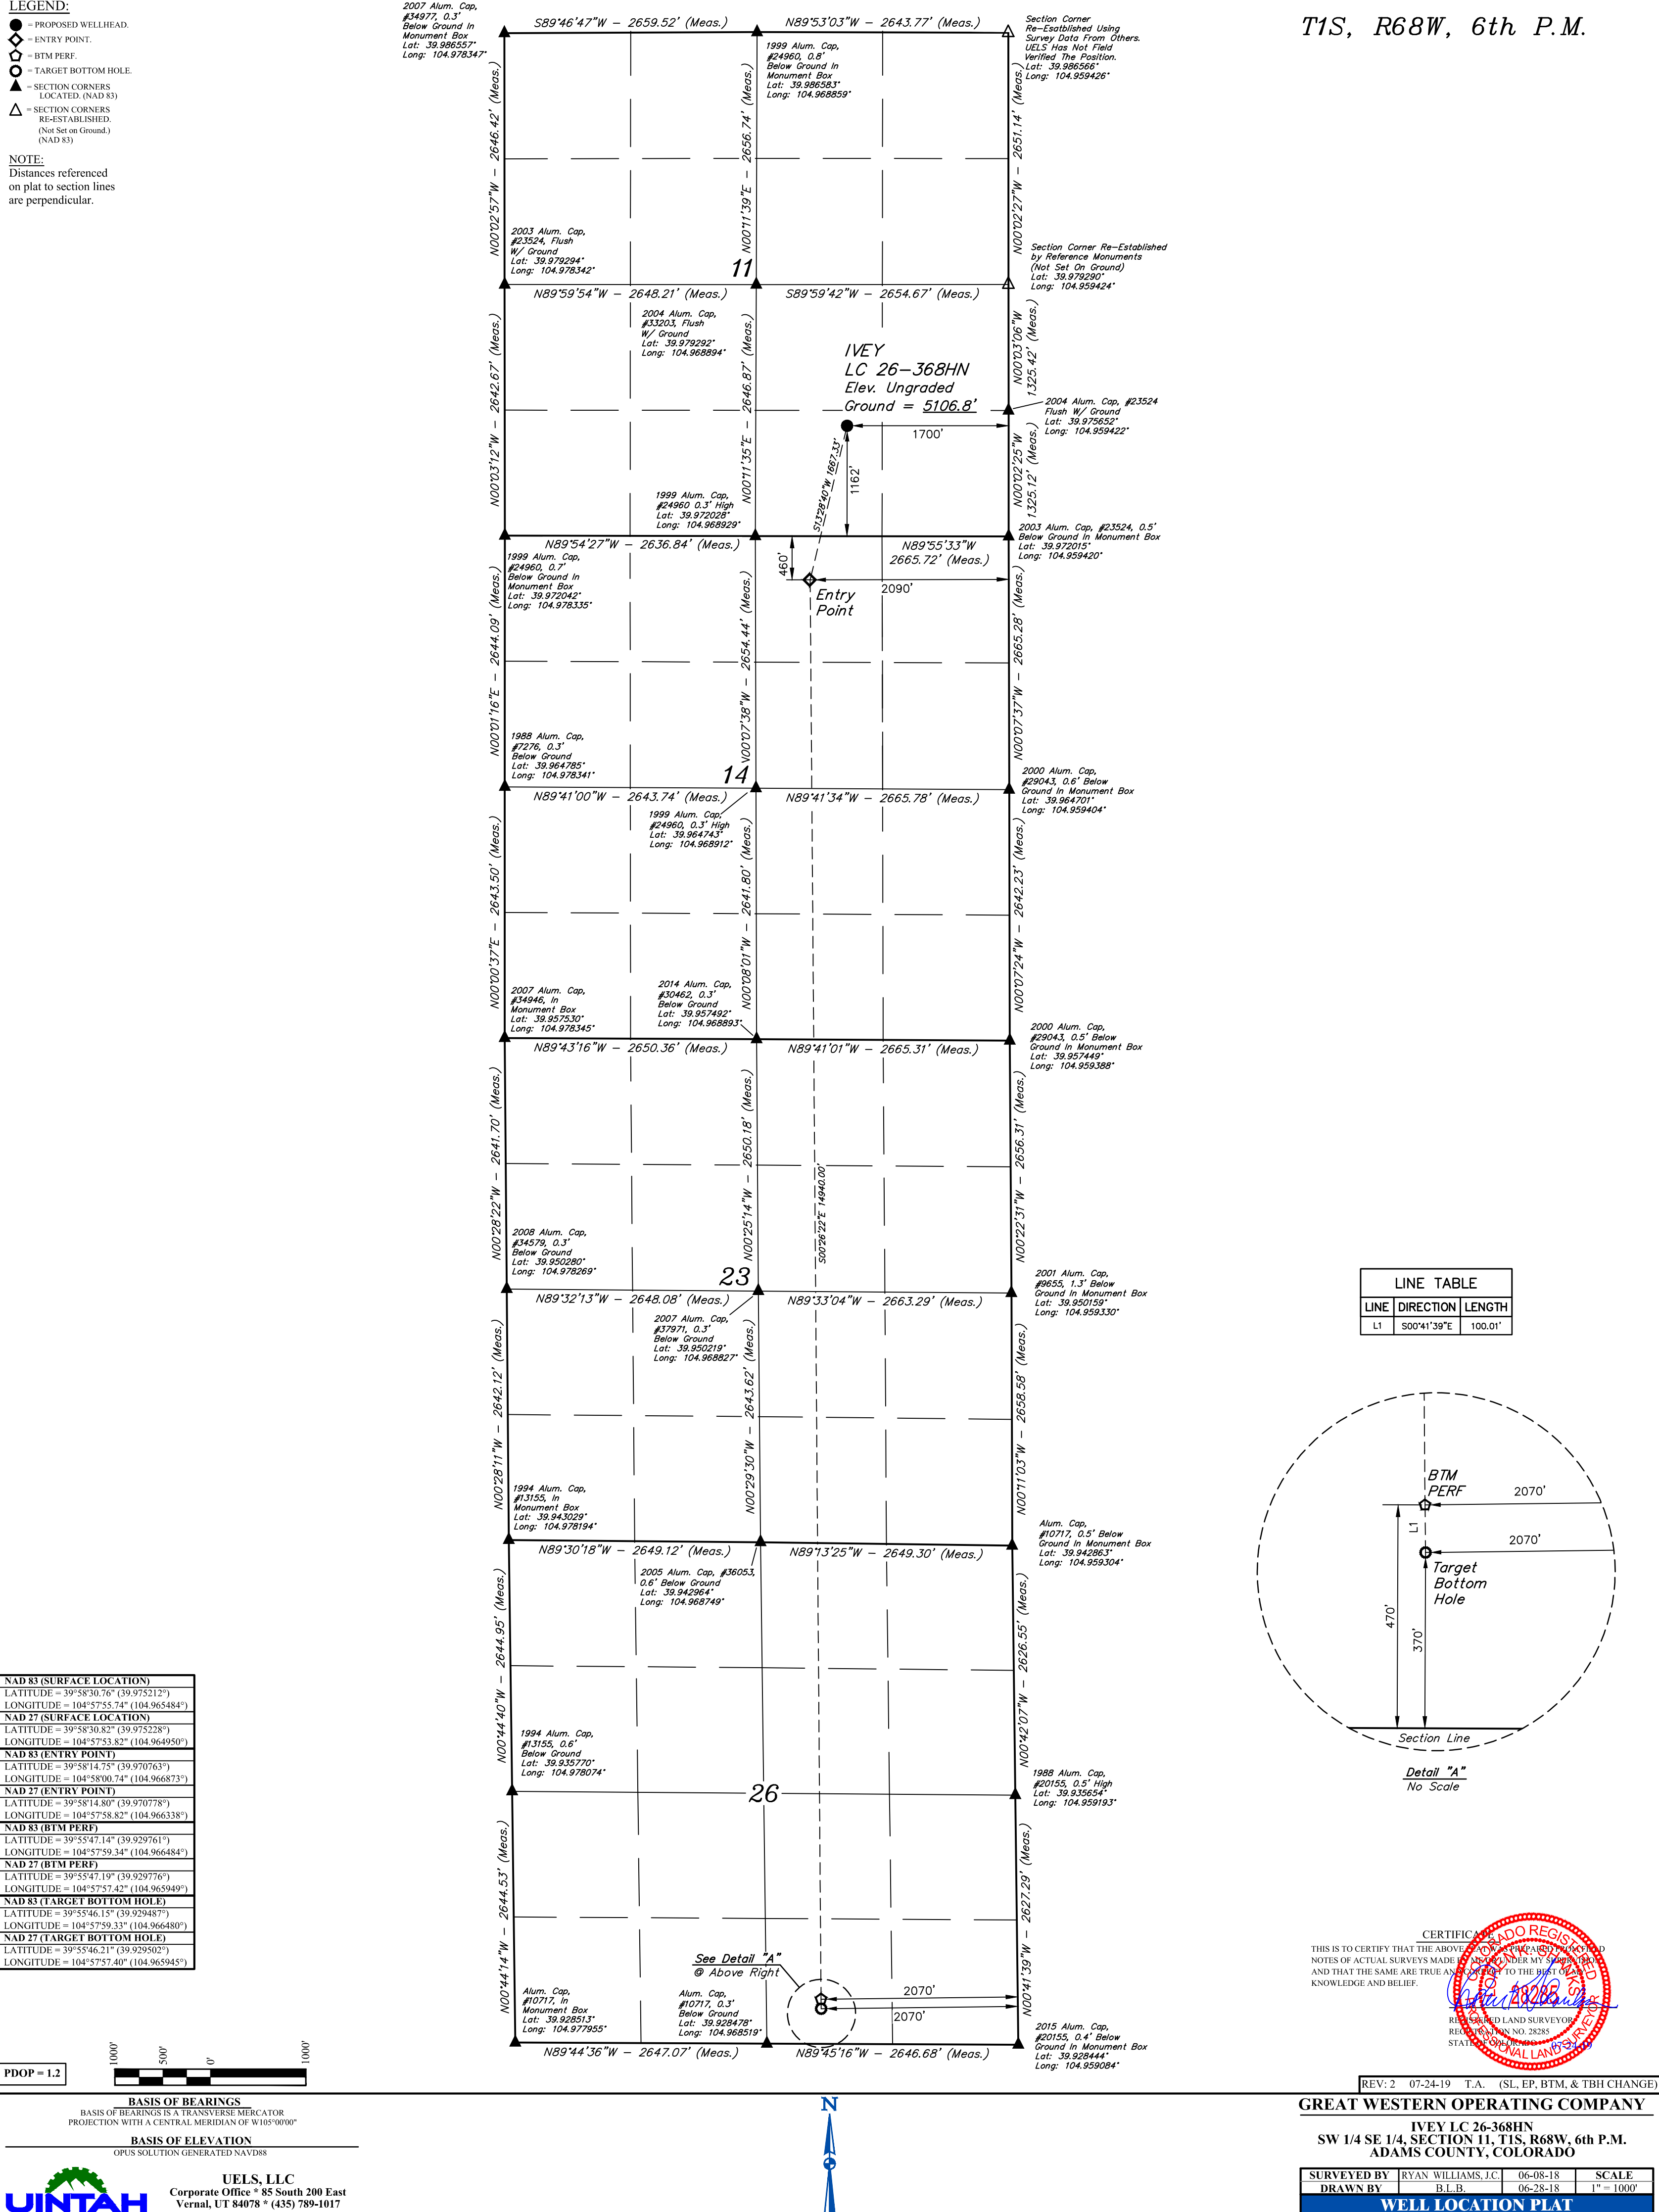 LEGEND:
= PROPOSED WELLHEAD.
= ENTRY POINT.
= BTM PERF.
= TARGET BOTTOM HOLE.
= SECTION CORNERS
LOCATED. (NAD 83)
= SECTION CORNERS
RE-ESTABLISHED.
(Not Set on Ground.)
(NAD 83)
NOTE:
Distances referenced
on plat to section lines
are perpendicular.
T1S, R68W, 6th P.M.
2007 Alum. Cap,
#34977, 0.3'
Below Ground In
Monument Box
Lat: 39.986557°
Long: 104.978347°
S89°46'47"W – 2659.52' (Meas.)
N89°53'03"W – 2643.77' (Meas.)
1999 Alum. Cap,
#24960, 0.8'
Below Ground In
Monument Box
Lat: 39.986583°
Long: 104.968859°
Section Corner
Re-Esatblished Using
Survey Data From Others.
UELS Has Not Field
Verified The Position.
Lat: 39.986566°
Long: 104.959426°
N00°02'57"W – 2646.42' (Meas.)
N00°11'39"E – 2656.74' (Meas.)
N00°02'27"W – 2651.14' (Meas.)
2003 Alum. Cap,
#23524, Flush
W/ Ground
Lat: 39.979294°
Long: 104.978342°
11
Section Corner Re-Established
by Reference Monuments
(Not Set On Ground)
Lat: 39.979290°
Long: 104.959424°
N89°59'54"W – 2648.21' (Meas.)
S89°59'42"W – 2654.67' (Meas.)
2004 Alum. Cap,
#33203, Flush
W/ Ground
Lat: 39.979292°
Long: 104.968894°
N00°03'12"W – 2642.67' (Meas.)
N00°11'35"E – 2646.87' (Meas.)
N00°03'06"W
1325.42' (Meas.)
IVEY
LC 26-368HN
Elev. Ungraded
Ground = 5106.8'
2004 Alum. Cap, #23524
Flush W/ Ground
Lat: 39.975652°
Long: 104.959422°
1700'
1162'
S13°28'40"W 1667.33'
N00°02'25"W
1325.12' (Meas.)
1999 Alum. Cap,
#24960 0.3' High
Lat: 39.972028°
Long: 104.968929°
2003 Alum. Cap, #23524, 0.5'
Below Ground In Monument Box
Lat: 39.972015°
Long: 104.959420°
N89°54'27"W – 2636.84' (Meas.)
N89°55'33"W
2665.72' (Meas.)
1999 Alum. Cap,
#24960, 0.7'
Below Ground In
Monument Box
Lat: 39.972042°
Long: 104.978335°
460'
2090'
Entry
Point
N00°01'16"E – 2644.09' (Meas.)
N00°07'38"W – 2654.44' (Meas.)
N00°07'37"W – 2665.28' (Meas.)
1988 Alum. Cap,
#7276, 0.3'
Below Ground
Lat: 39.964785°
Long: 104.978341°
14
2000 Alum. Cap,
#29043, 0.6' Below
Ground In Monument Box
Lat: 39.964701°
Long: 104.959404°
N89°41'00"W – 2643.74' (Meas.)
N89°41'34"W – 2665.78' (Meas.)
1999 Alum. Cap,
#24960, 0.3' High
Lat: 39.964743°
Long: 104.968912°
N00°00'37"E – 2643.50' (Meas.)
N00°08'01"W – 2641.80' (Meas.)
N00°07'24"W – 2642.23' (Meas.)
2007 Alum. Cap,
#34946, In
Monument Box
Lat: 39.957530°
Long: 104.978345°
2014 Alum. Cap,
#30462, 0.3'
Below Ground
Lat: 39.957492°
Long: 104.968893°
2000 Alum. Cap,
#29043, 0.5' Below
Ground In Monument Box
Lat: 39.957449°
Long: 104.959388°
N89°43'16"W – 2650.36' (Meas.)
N89°41'01"W – 2665.31' (Meas.)
N00°28'22"W – 2641.70' (Meas.)
N00°25'14"W – 2650.18' (Meas.)
S00°26'22"E 14940.00'
N00°22'31"W – 2656.31' (Meas.)
2008 Alum. Cap,
#34579, 0.3'
Below Ground
Lat: 39.950280°
Long: 104.978269°
23
2001 Alum. Cap,
#9655, 1.3' Below
Ground In Monument Box
Lat: 39.950159°
Long: 104.959330°
N89°32'13"W – 2648.08' (Meas.)
N89°33'04"W – 2663.29' (Meas.)
2007 Alum. Cap,
#37971, 0.3'
Below Ground
Lat: 39.950219°
Long: 104.968827°
N00°28'11"W – 2642.12' (Meas.)
N00°29'30"W – 2643.62' (Meas.)
N00°11'03"W – 2658.58' (Meas.)
1994 Alum. Cap,
#13155, In
Monument Box
Lat: 39.943029°
Long: 104.978194°
Alum. Cap,
#10717, 0.5' Below
Ground In Monument Box
Lat: 39.942863°
Long: 104.959304°
N89°30'18"W – 2649.12' (Meas.)
N89°13'25"W – 2649.30' (Meas.)
2005 Alum. Cap, #36053,
0.6' Below Ground
Lat: 39.942964°
Long: 104.968749°
N00°44'40"W – 2644.95' (Meas.)
N00°42'07"W – 2626.55' (Meas.)
1994 Alum. Cap,
#13155, 0.6'
Below Ground
Lat: 39.935770°
Long: 104.978074°
26
1988 Alum. Cap,
#20155, 0.5' High
Lat: 39.935654°
Long: 104.959193°
N00°44'14"W – 2644.53' (Meas.)
N00°41'39"W – 2627.29' (Meas.)
See Detail "A"
@ Above Right
2070'
2070'
Alum. Cap,
#10717, In
Monument Box
Lat: 39.928513°
Long: 104.977955°
Alum. Cap,
#10717, 0.3'
Below Ground
Lat: 39.928478°
Long: 104.968519°
2015 Alum. Cap,
#20155, 0.4' Below
Ground In Monument Box
Lat: 39.928444°
Long: 104.959084°
N89°44'36"W – 2647.07' (Meas.)
N89°45'16"W – 2646.68' (Meas.)
LINE TABLE
LINE DIRECTION LENGTH
L1 S00°41'39"E 100.01'
BTM
PERF
2070'
L1
2070'
Target
Bottom
Hole
470'
370'
Section Line
Detail "A"
No Scale
NAD 83 (SURFACE LOCATION)
LATITUDE = 39°58'30.76" (39.975212°)
LONGITUDE = 104°57'55.74" (104.965484°)
NAD 27 (SURFACE LOCATION)
LATITUDE = 39°58'30.82" (39.975228°)
LONGITUDE = 104°57'53.82" (104.964950°)
NAD 83 (ENTRY POINT)
LATITUDE = 39°58'14.75" (39.970763°)
LONGITUDE = 104°58'00.74" (104.966873°)
NAD 27 (ENTRY POINT)
LATITUDE = 39°58'14.80" (39.970778°)
LONGITUDE = 104°57'58.82" (104.966338°)
NAD 83 (BTM PERF)
LATITUDE = 39°55'47.14" (39.929761°)
LONGITUDE = 104°57'59.34" (104.966484°)
NAD 27 (BTM PERF)
LATITUDE = 39°55'47.19" (39.929776°)
LONGITUDE = 104°57'57.42" (104.965949°)
NAD 83 (TARGET BOTTOM HOLE)
LATITUDE = 39°55'46.15" (39.929487°)
LONGITUDE = 104°57'59.33" (104.966480°)
NAD 27 (TARGET BOTTOM HOLE)
LATITUDE = 39°55'46.21" (39.929502°)
LONGITUDE = 104°57'57.40" (104.965945°)
PDOP = 1.2
1000' 500' 0' 1000'
BASIS OF BEARINGS
BASIS OF BEARINGS IS A TRANSVERSE MERCATOR
PROJECTION WITH A CENTRAL MERIDIAN OF W105°00'00"
BASIS OF ELEVATION
OPUS SOLUTION GENERATED NAVD88
UINTAH
UELS, LLC
Corporate Office * 85 South 200 East
Vernal, UT 84078 * (435) 789-1017
N
THIS IS TO CERTIFY THAT THE ABOVE
NOTES OF ACTUAL SURVEYS MADE
AND THAT THE SAME ARE TRUE AND CORRECT TO THE BEST OF MY
KNOWLEDGE AND BELIEF.
28285
REGISTERED LAND SURVEYOR
REGISTRATION NO. 28285
07-24-19
REV: 2 07-24-19 T.A. (SL, EP, BTM, & TBH CHANGE)
GREAT WESTERN OPERATING COMPANY
IVEY LC 26-368HN
SW 1/4 SE 1/4, SECTION 11, T1S, R68W, 6th P.M.
ADAMS COUNTY, COLORADO
SURVEYED BY RYAN WILLIAMS, J.C. 06-08-18 SCALE
DRAWN BY B.L.B. 06-28-18 1" = 1000'
WELL LOCATION PLAT